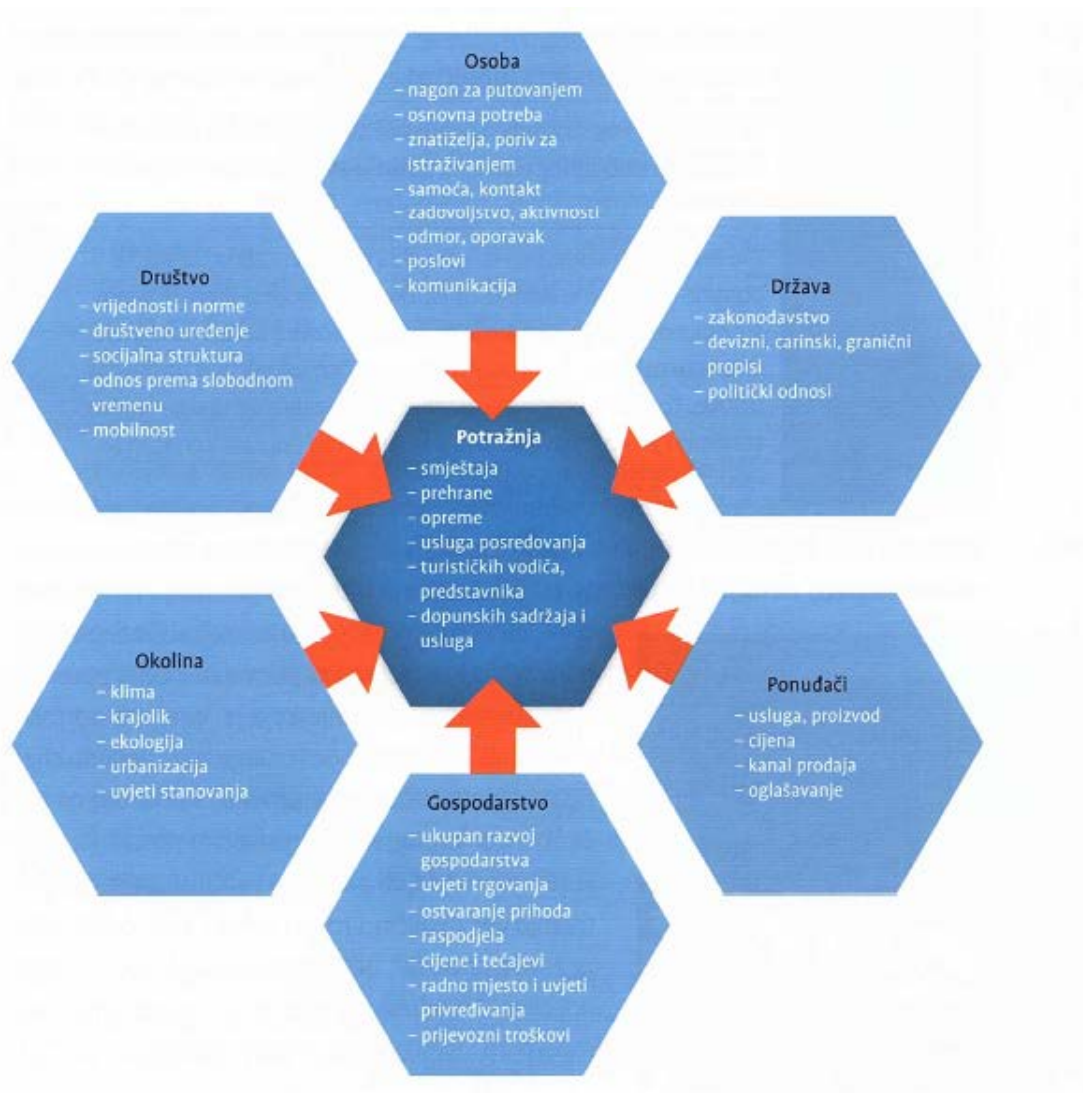 Osoba
– nagon za putovanjem
– osnovna potreba
– znatiželja, poriv za
istraživanjem
– samoća, kontakt
– zadovoljstvo, aktivnosti
– odmor, oporavak
– poslovi
– komunikacija
Društvo
– vrijednosti i norme
– društveno uređenje
– socijalna struktura
– odnos prema slobodnom
vremenu
– mobilnost
Država
– zakonodavstvo
– devizni, carinski, granični
propisi
– politički odnosi
Potražnja
– smještaja
– prehrane
– opreme
– usluga posredovanja
– turističkih vodiča,
predstavnika
– dopunskih sadržaja i
usluga
Okolina
– klima
– krajolik
– ekologija
– urbanizacija
– uvjeti stanovanja
Ponuđači
– usluga, proizvod
– cijena
– kanal prodaja
– oglašavanje
Gospodarstvo
– ukupan razvoj
gospodarstva
– uvjeti trgovanja
– ostvaranje prihoda
– raspodjela
– cijene i tečajevi
– radno mjesto i uvjeti
privređivanja
– prijevozni troškovi